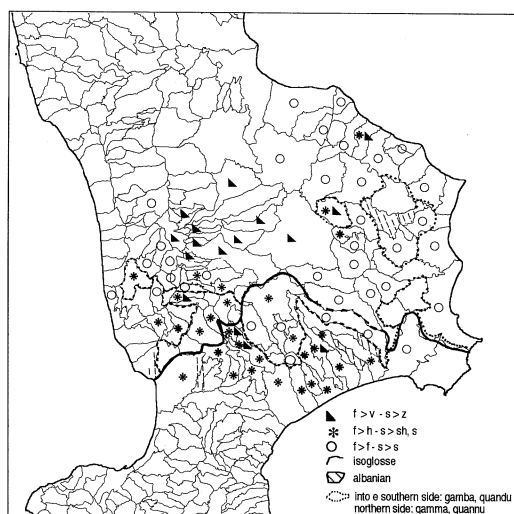 f > v - s > z
f > h - s > sh, s
f > f - s > s
isoglosse
albanian
into e southern side: gamba, quandu
northern side: gamma, quannu